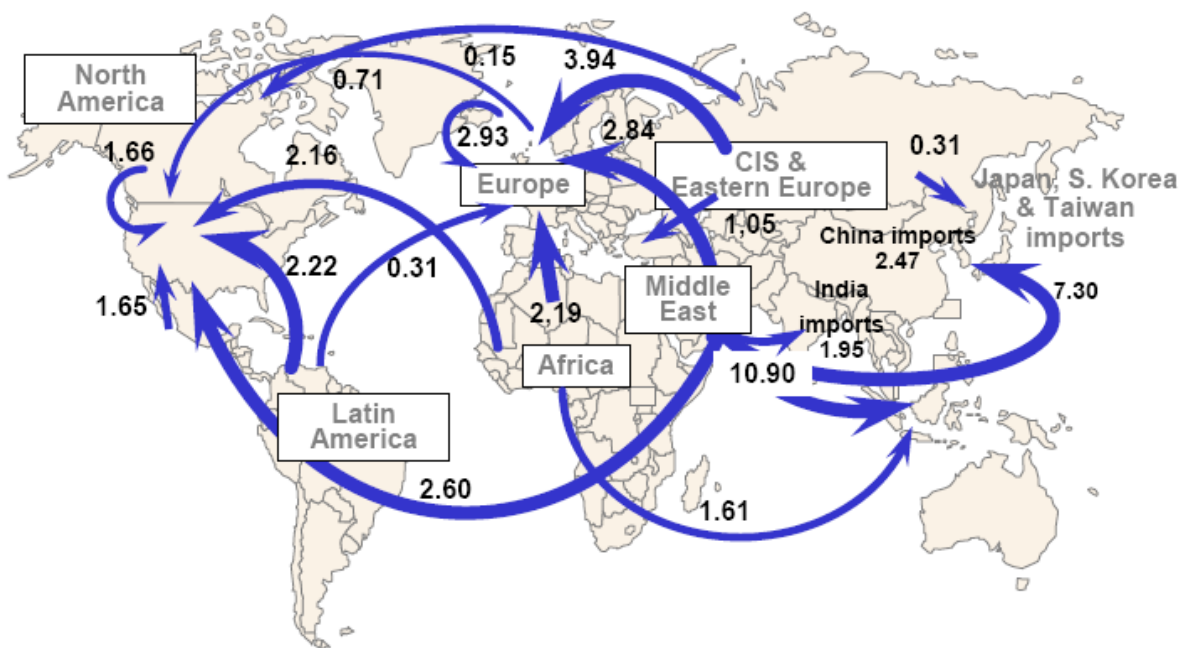 0.15
3.94
North
America
0.71
2.93
2.84
1.66
2.16
0.31
CIS &
Eastern Europe
Europe
Japan, S. Korea
& Taiwan
imports
1,05
China imports
2.47
2.22
0.31
Middle
East
India
imports
1.95
7.30
1.65
2,19
Africa
10.90
Latin
America
2.60
1.61